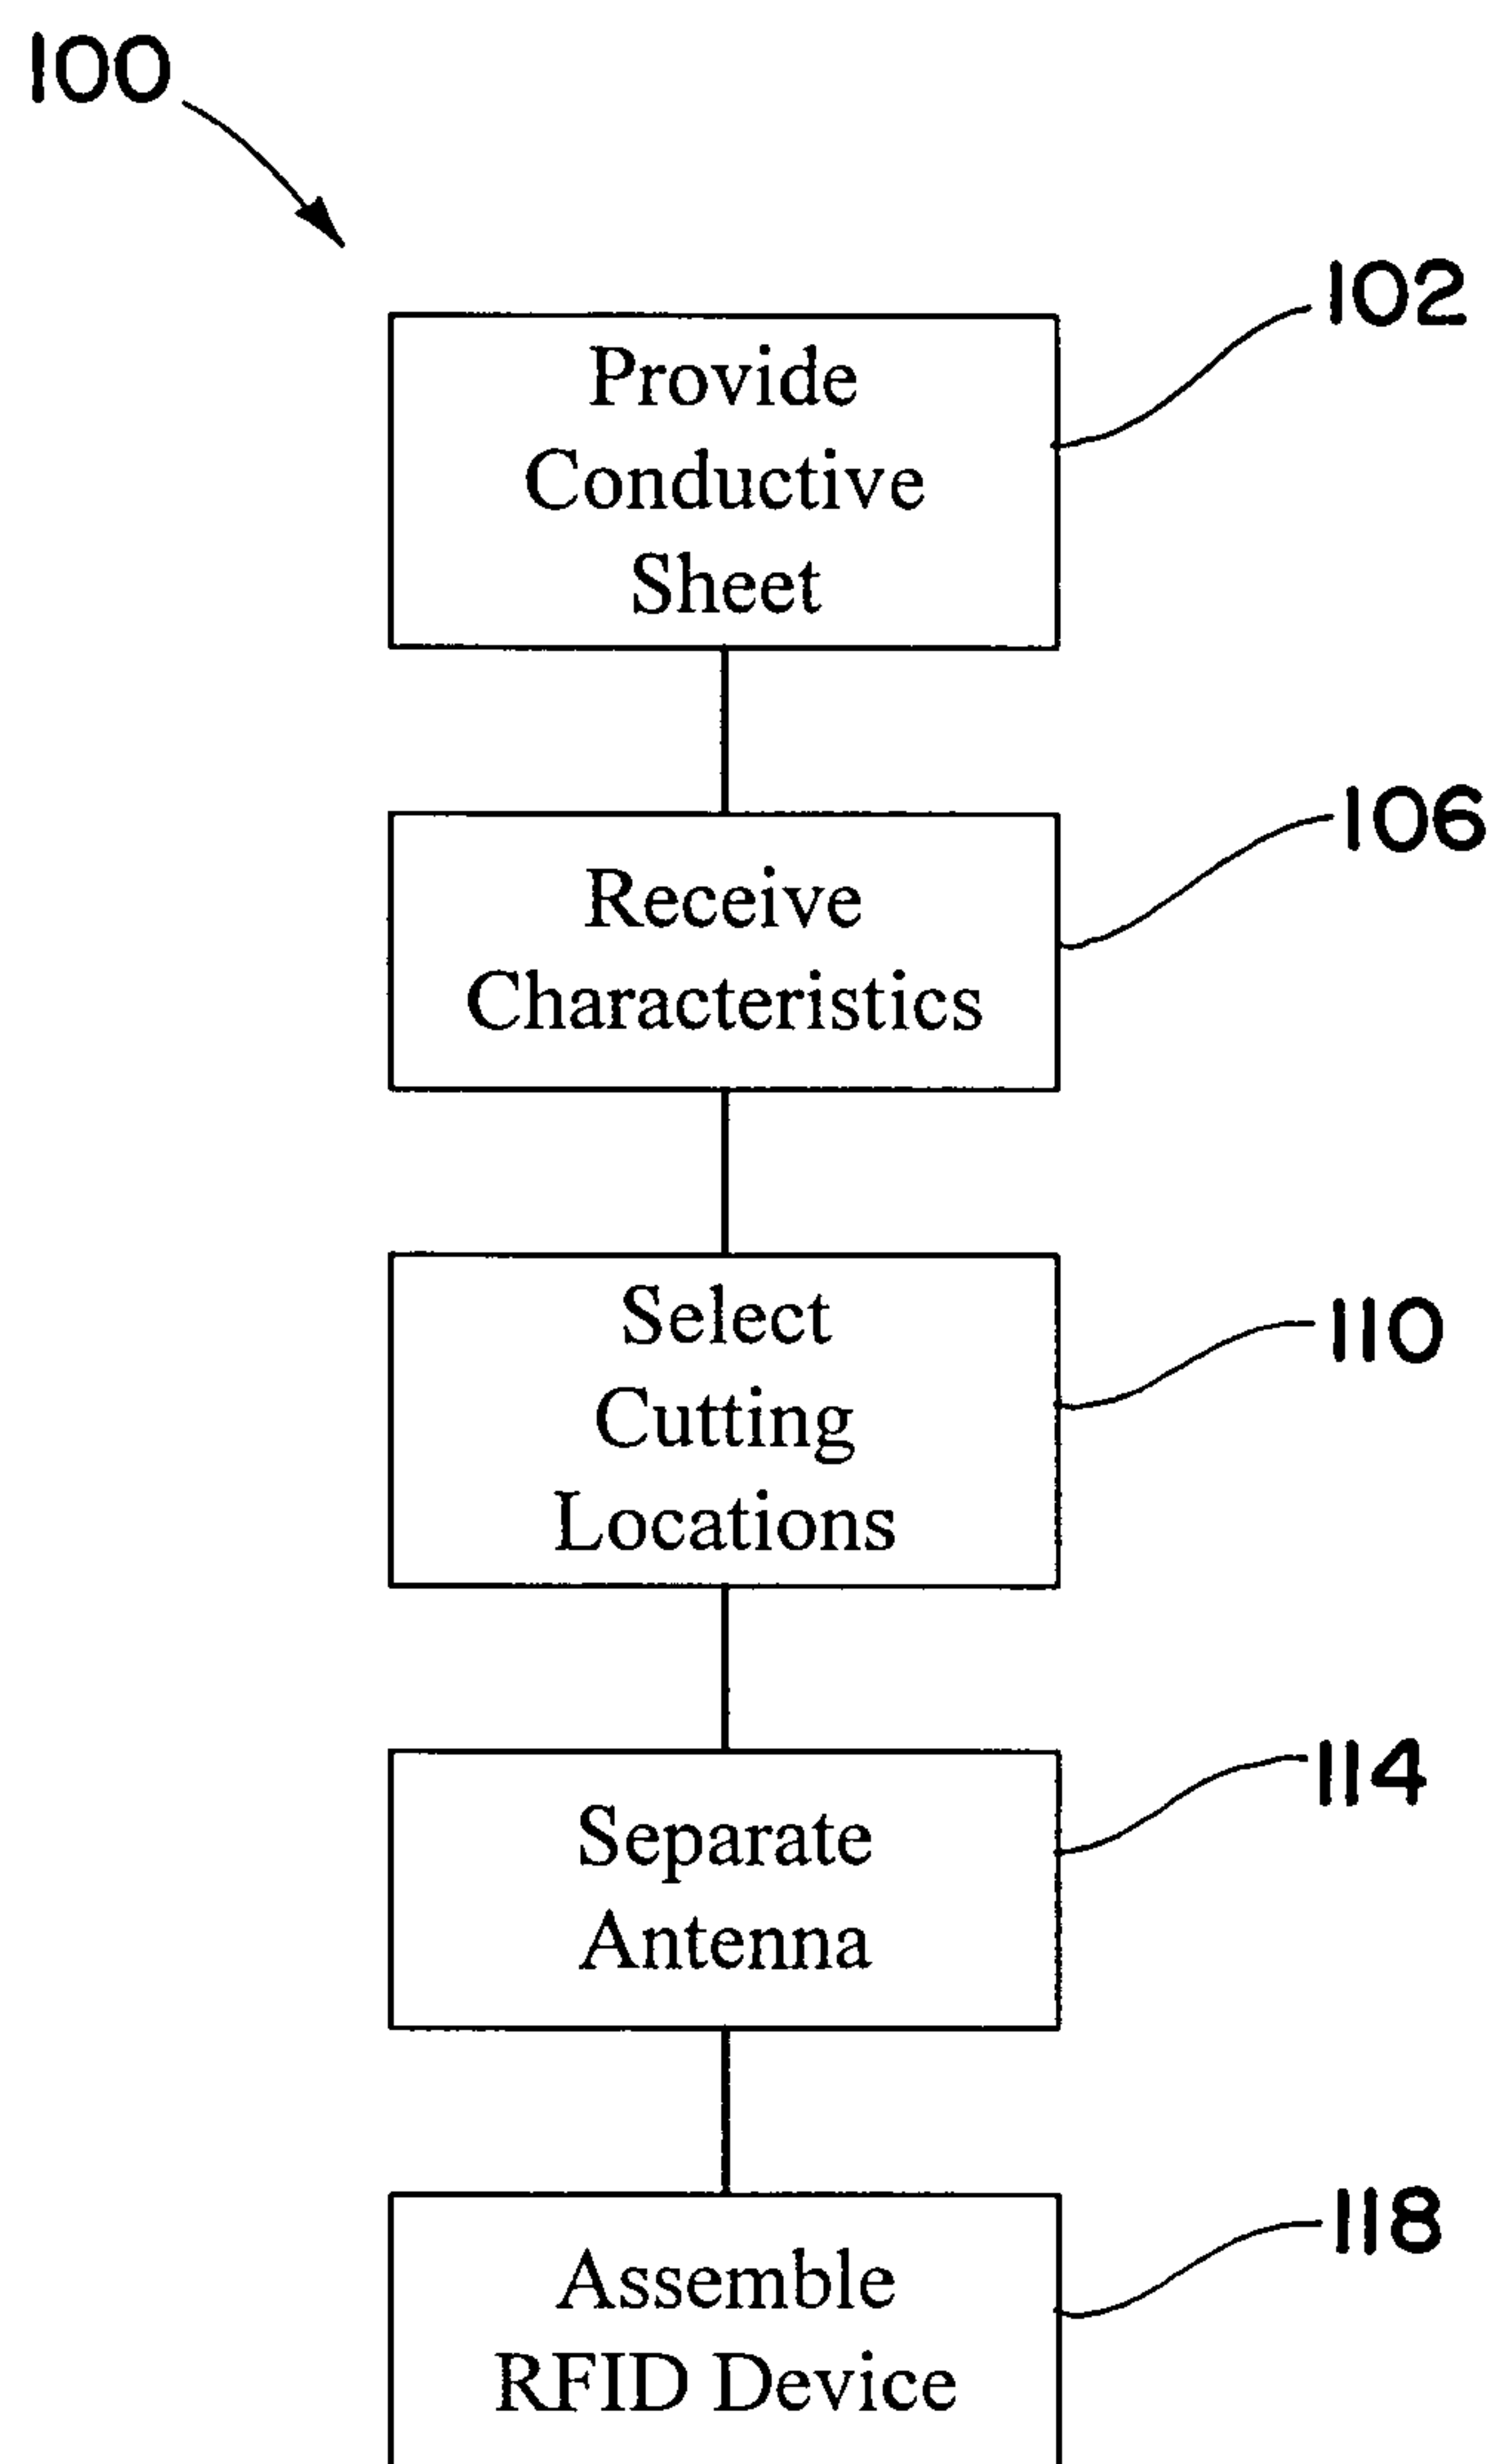 100
102
Provide
Conductive
Sheet
106
Receive
Characteristics
110
Select
Cutting
Locations
114
Separate
Antenna
118
Assemble
RFID Device